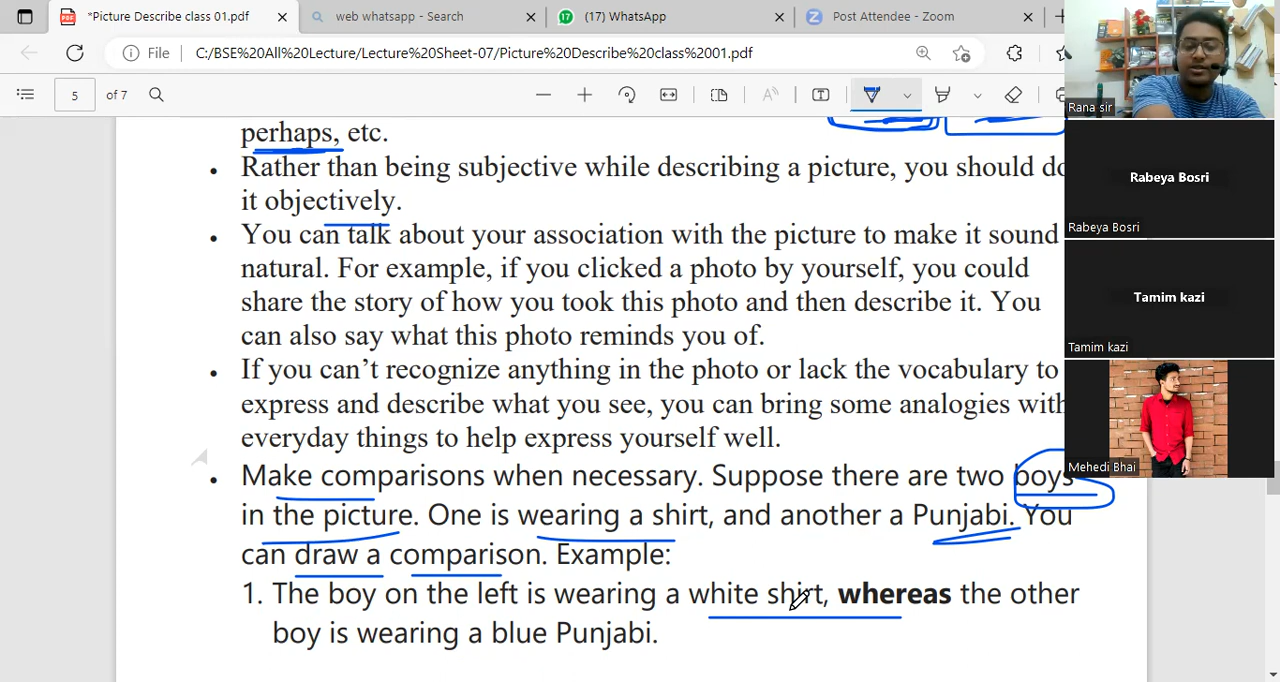 *Picture Describe class 01.pdf
web whatsapp - Search
(17) WhatsApp
Post Attendee - Zoom
File
C:/BSE%20All%20Lecture/Lecture%20Sheet-07/Picture%20Describe%20class%2001.pdf
5 of 7
perhaps, etc.
• Rather than being subjective while describing a picture, you should do
it objectively.
• You can talk about your association with the picture to make it sound
natural. For example, if you clicked a photo by yourself, you could
share the story of how you took this photo and then describe it. You
can also say what this photo reminds you of.
• If you can’t recognize anything in the photo or lack the vocabulary to
express and describe what you see, you can bring some analogies with
everyday things to help express yourself well.
• Make comparisons when necessary. Suppose there are two boys
in the picture. One is wearing a shirt, and another a Punjabi. You
can draw a comparison. Example:
1. The boy on the left is wearing a white shirt, whereas the other
boy is wearing a blue Punjabi.
Rana sir
Rabeya Bosri
Rabeya Bosri
Tamim kazi
Tamim kazi
Mehedi Bhai